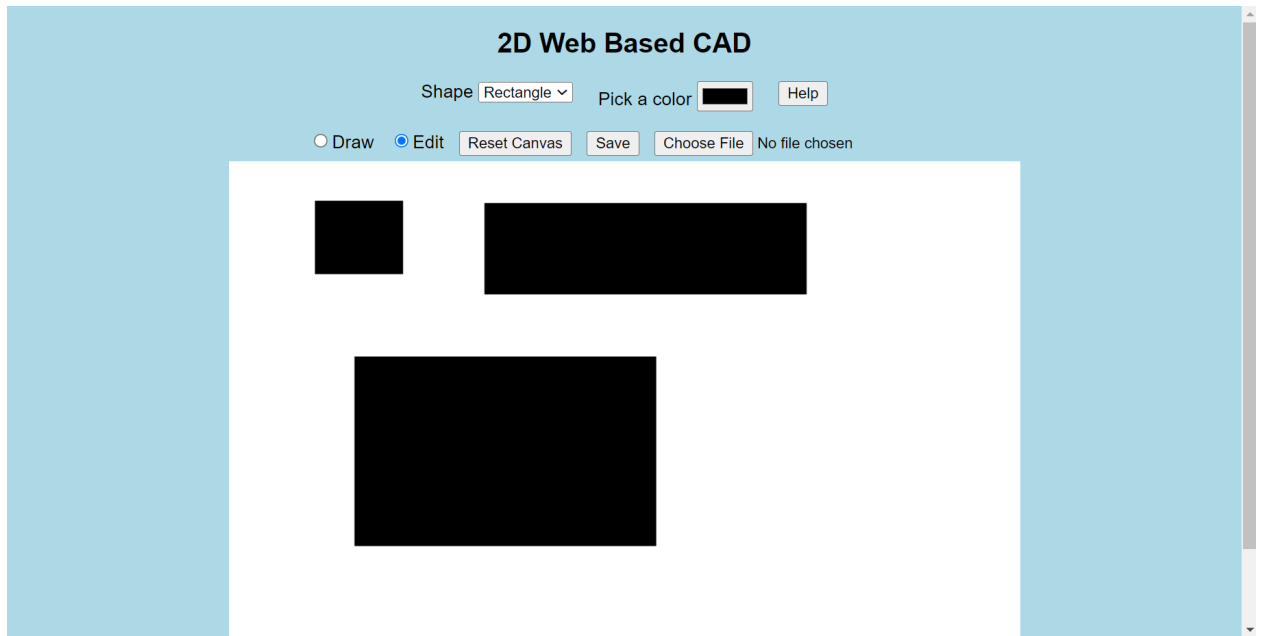 2D Web Based CAD
Shape Rectangle Pick a color Help
Draw Edit Reset Canvas Save Choose File No file chosen